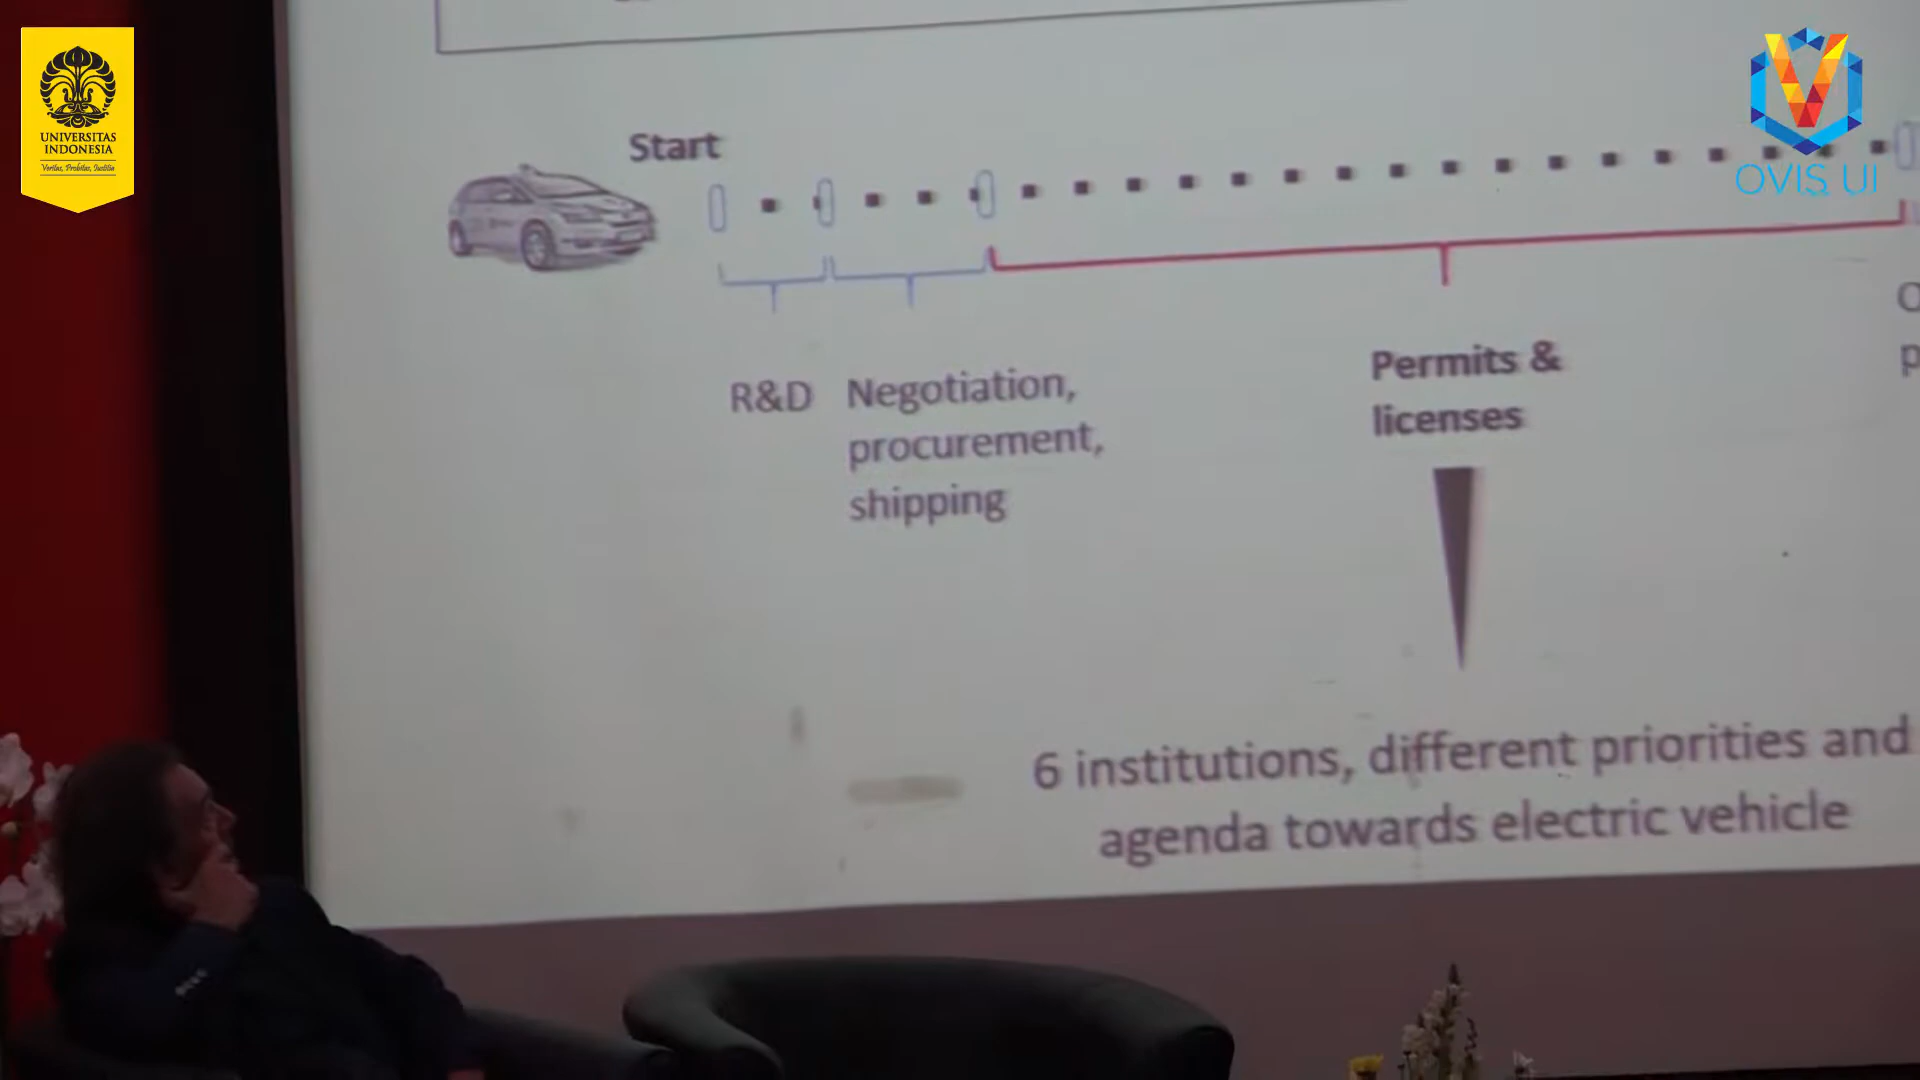 UNIVERSITAS
INDONESIA
Veritas, Probitas, Iustitia
OVIS UI
Start
R&D
Negotiation,
procurement,
shipping
Permits &
licenses
6 institutions, different priorities and
agenda towards electric vehicle